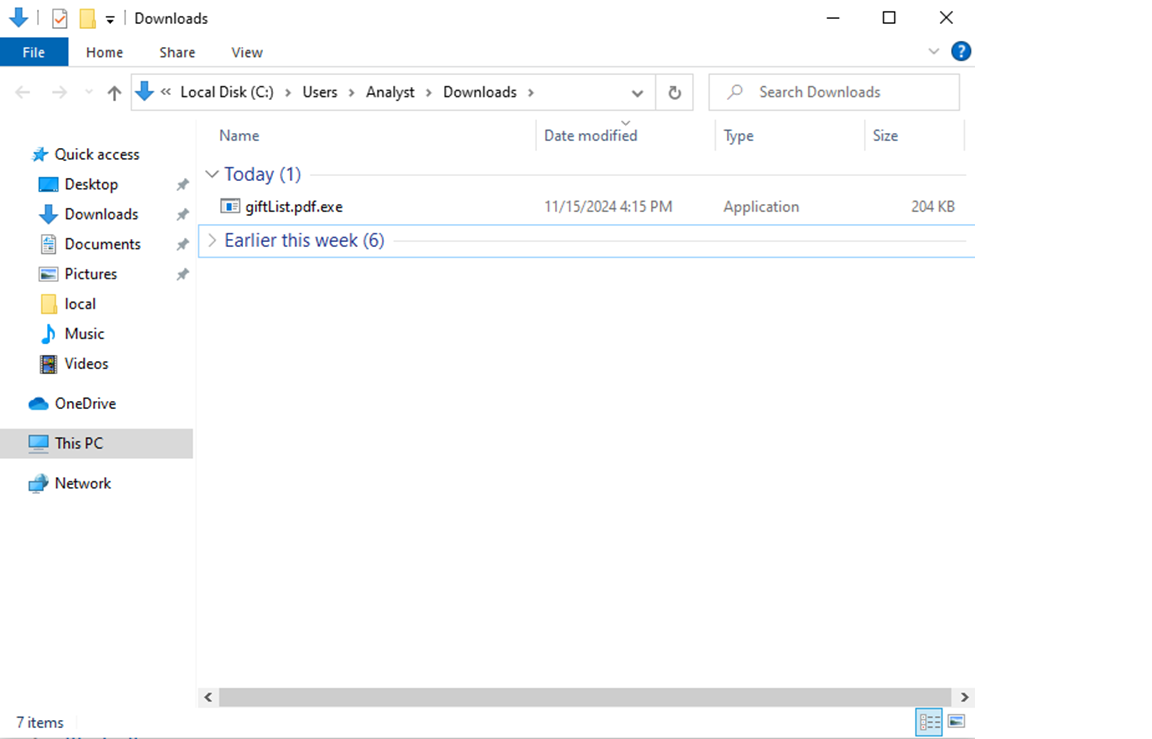 Downloads
File Home Share View
« Local Disk (C:) › Users › Analyst › Downloads › Search Downloads
Name Date modified Type Size
Quick access
Desktop
Downloads
Documents
Pictures
local
Music
Videos
OneDrive
This PC
Network
Today (1)
giftList.pdf.exe 11/15/2024 4:15 PM Application 204 KB
Earlier this week (6)
7 items